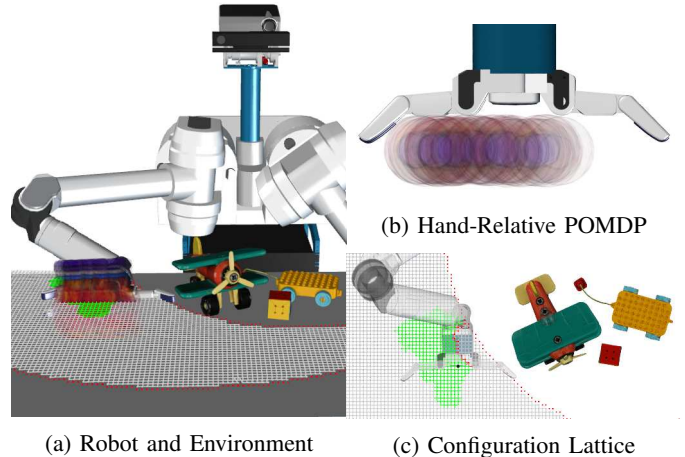 (b) Hand-Relative POMDP
(a) Robot and Environment
(c) Configuration Lattice